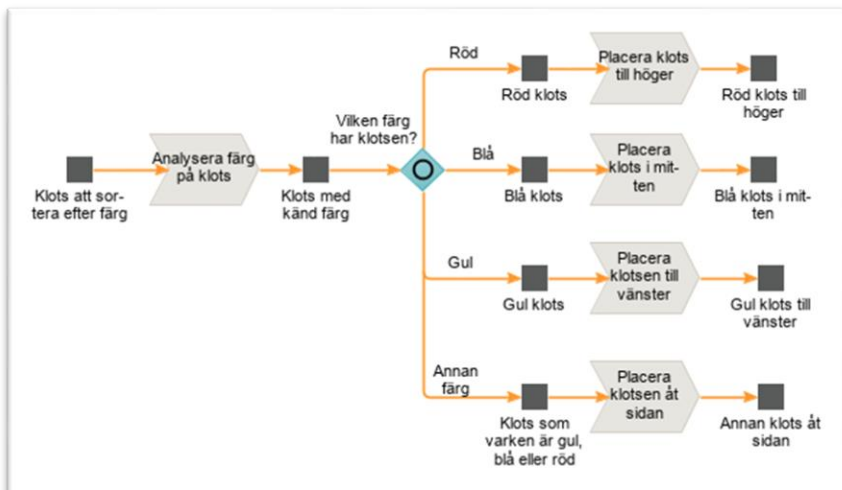 Röd
Röd klots
Placera klots
till höger
Röd klots till
höger
Vilken färg
har klotsen?
Klots att sor-
tera efter färg
Analysera färg
på klots
Klots med
känd färg
Blå
Blå klots
Placera
klots i mit-
ten
Blå klots i mit-
ten
Gul
Gul klots
Placera
klotsen till
vänster
Gul klots till
vänster
Annan
färg
Klots som
varken är gul,
blå eller röd
Placera
klotsen åt
sidan
Annan klots åt
sidan